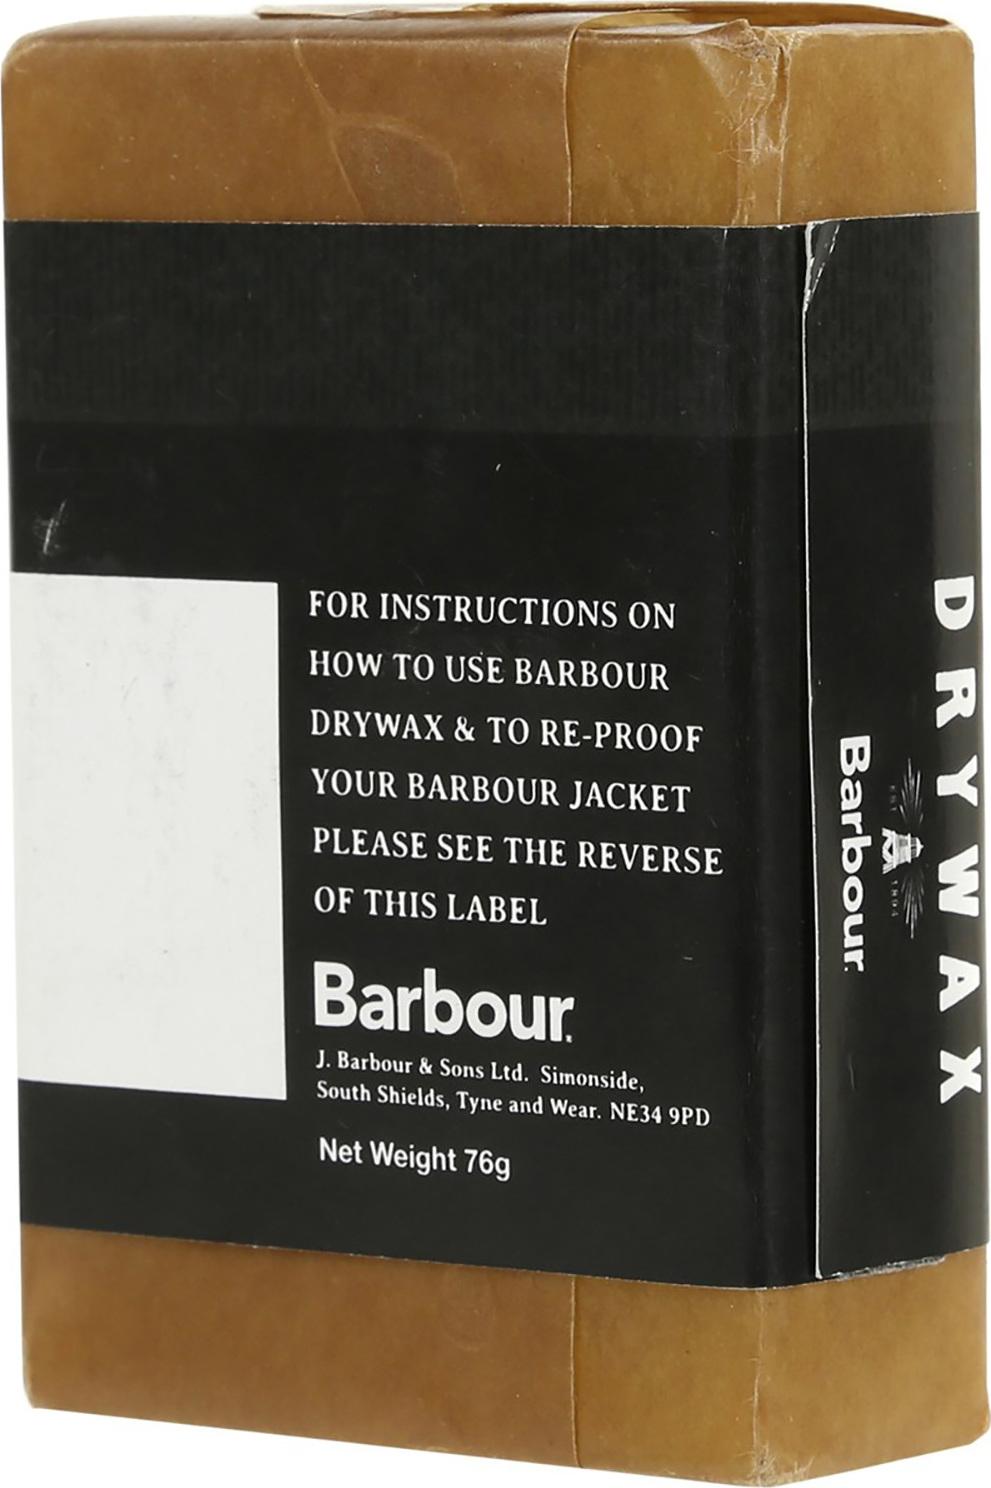 FOR INSTRUCTIONS ON
HOW TO USE BARBOUR
DRYWAX & TO RE-PROOF
YOUR BARBOUR JACKET
PLEASE SEE THE REVERSE
OF THIS LABEL
Barbour.
J. Barbour & Sons Ltd. Simonside,
South Shields, Tyne and Wear. NE34 9PD
Net Weight 76g
DRYWAX
EST 1894
Barbour.